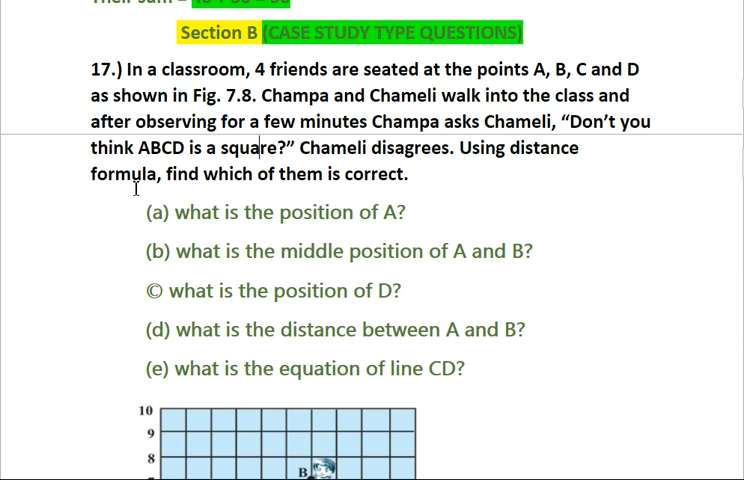 Section B (CASE STUDY TYPE QUESTIONS)
17.) In a classroom, 4 friends are seated at the points A, B, C and D
as shown in Fig. 7.8. Champa and Chameli walk into the class and
after observing for a few minutes Champa asks Chameli, “Don’t you
think ABCD is a square?” Chameli disagrees. Using distance
formula, find which of them is correct.
(a) what is the position of A?
(b) what is the middle position of A and B?
© what is the position of D?
(d) what is the distance between A and B?
(e) what is the equation of line CD?
10
9
8
B